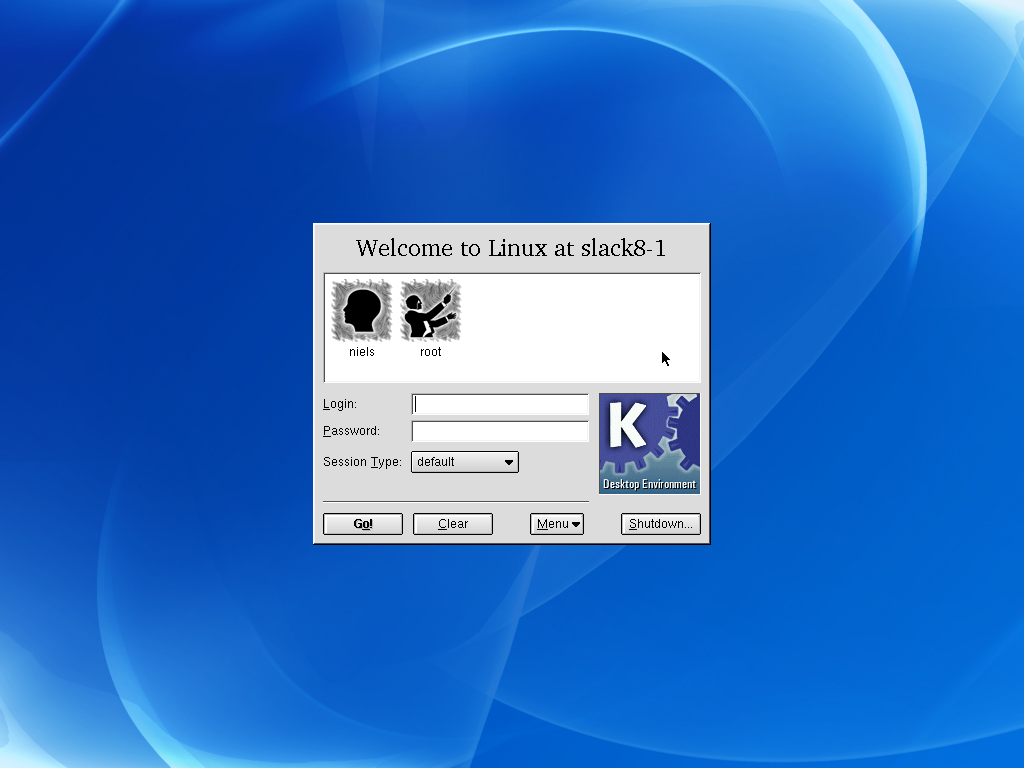 Welcome to Linux at slack8-1
niels
root
Login:
Password:
Session Type: default
K
Desktop Environment
Go! Clear Menu Shutdown...